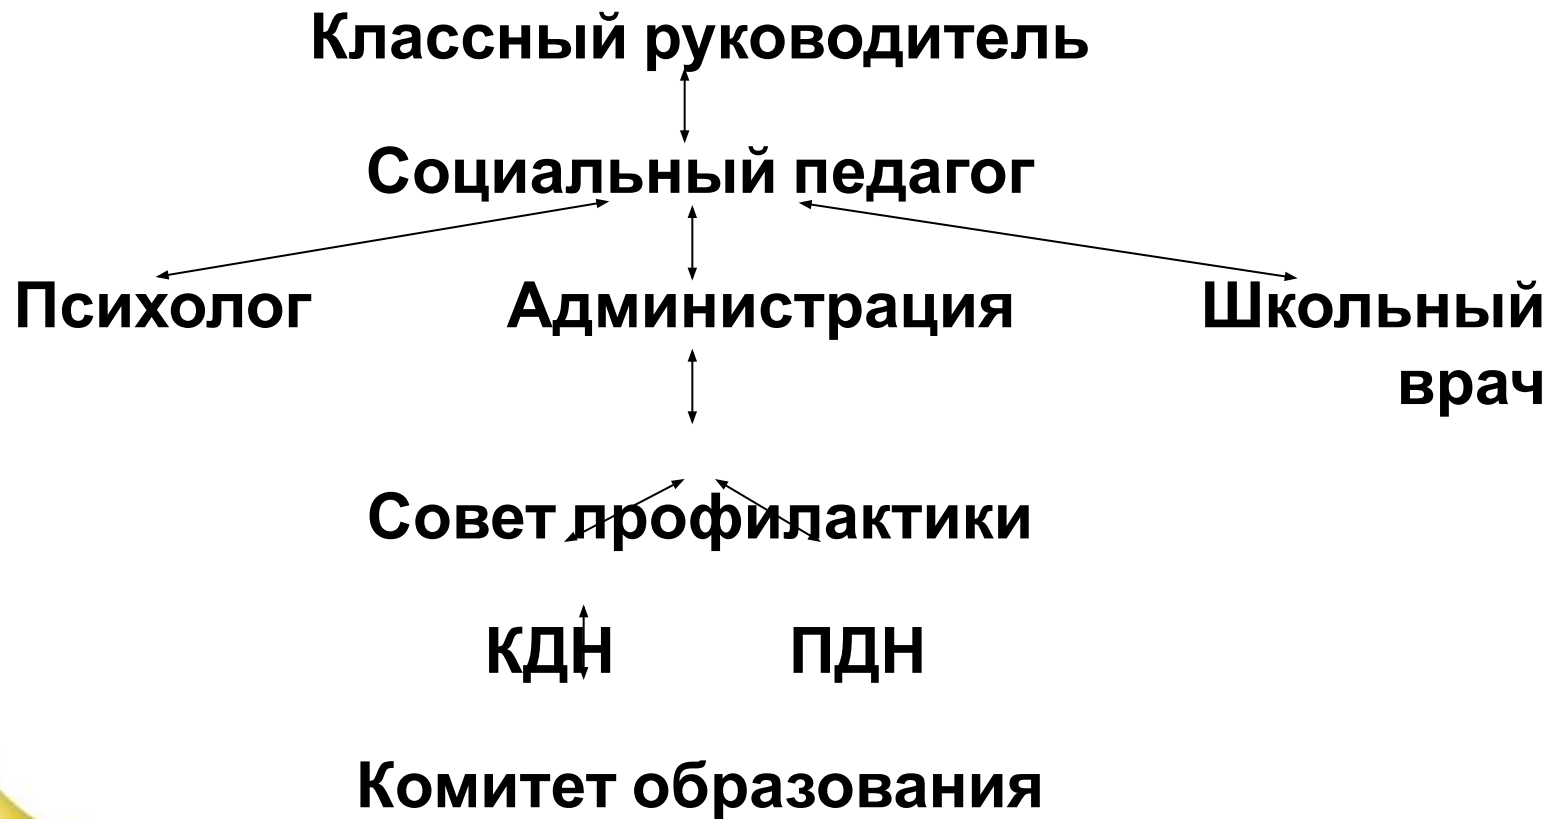 Классный руководитель
Социальный педагог
Психолог Администрация Школьный
врач
Совет профилактики
КДН ПДН
Комитет образования